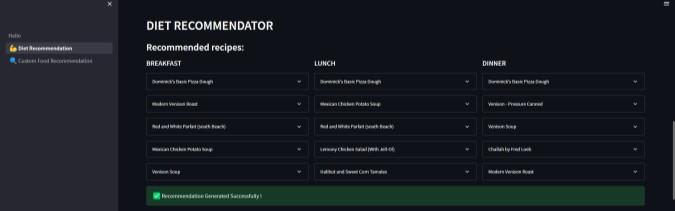 Hello
Diet Recommendation
Custom Food Recommendation
DIET RECOMMENDATOR
Recommended recipes:
BREAKFAST
Dominick's Basic Pizza Dough
Modern Venison Roast
Red and White Parfait (south Beach)
Mexican Chicken Potato Soup
Venison Soup
LUNCH
Dominick's Basic Pizza Dough
Mexican Chicken Potato Soup
Red and White Parfait (south Beach)
Lemony Chicken Salad (With Jell-O!)
Halibut and Sweet Corn Tamales
DINNER
Dominick's Basic Pizza Dough
Venison - Pressure Canned
Venison Soup
Challah by Fred
Modern Venison Roast
Recommendation Generated Successfully !